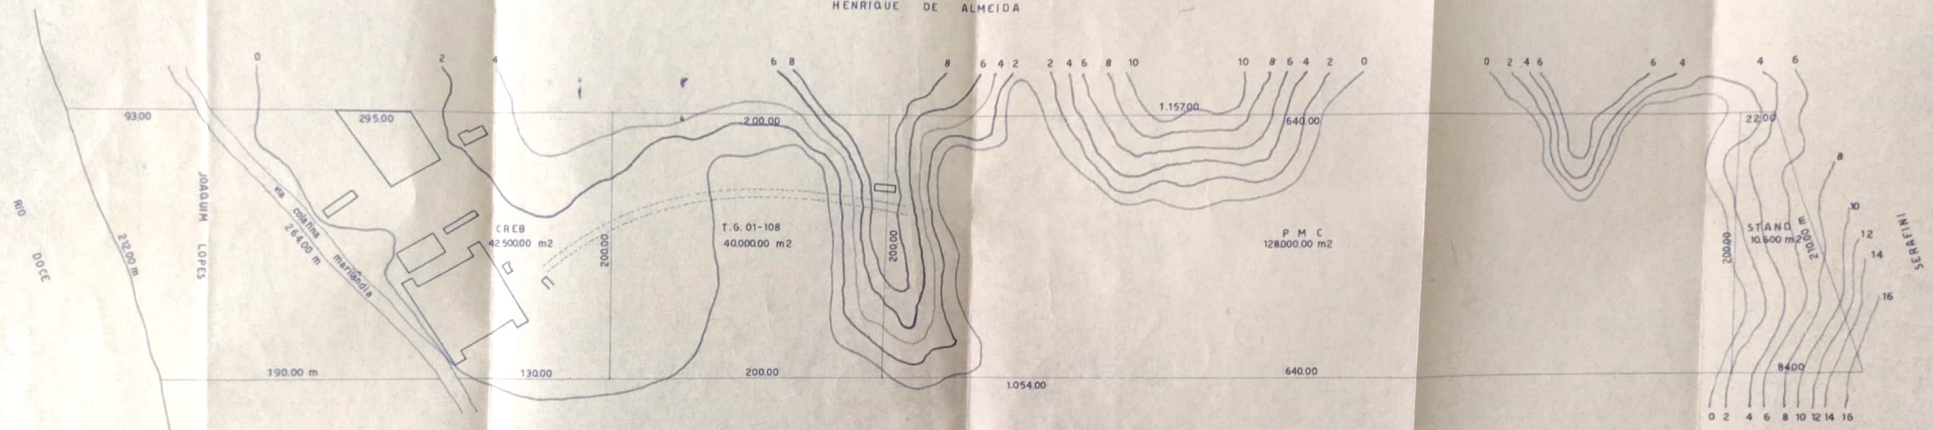 HENRIQUE DE ALMEIDA
0 2 4 6 8 8 6 4 2 2 4 6 8 10 10 8 6 4 2 0 0 2 4 6 6 4 4 6
93.00
295.00
200.00
1.157.00
640.00
22.00
8
10
12
14
16
RIO DOCE
212.00 m
JOAQUIM LOPES
via colatina marilândia
264.00 m
CREB
42.500.00 m2
200.00
T.G. 01-108
40.000.00 m2
200.00
P M C
128.000.00 m2
200.00
STAND
10.600 m2
210.00 m
SERAFINI
190.00 m
130.00
200.00
1.054.00
640.00
84.00
0 2 4 6 8 10 12 14 16